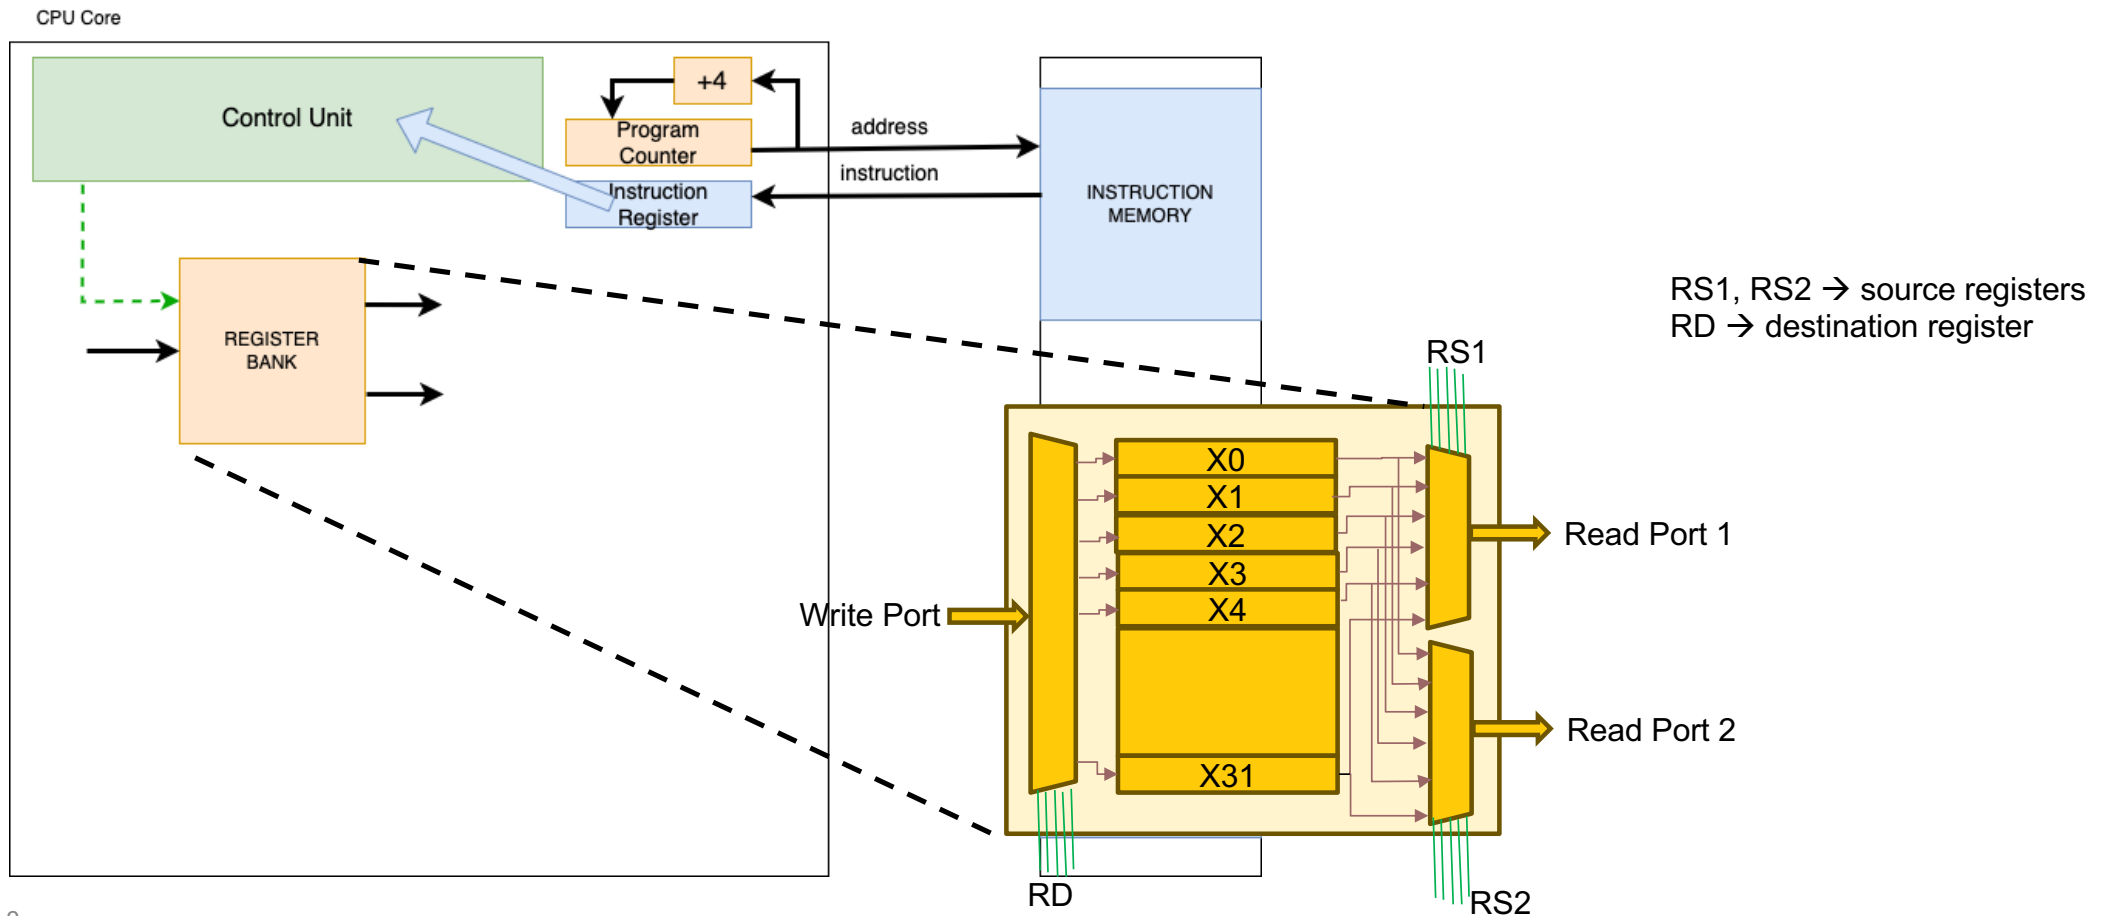 CPU Core
Control Unit
+4
Program
Counter
Instruction
Register
address
instruction
INSTRUCTION
MEMORY
REGISTER
BANK
RS1, RS2 → source registers
RD → destination register
RS1
X0
X1
X2
X3
X4
X31
Write Port
Read Port 1
Read Port 2
RD
RS2